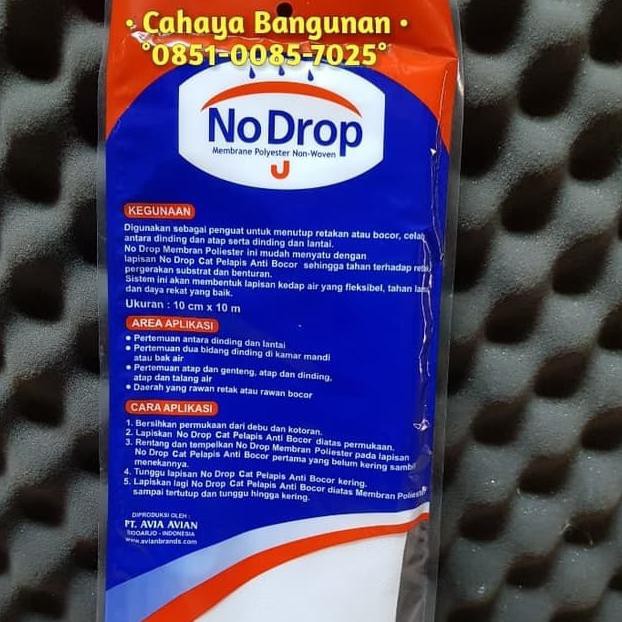 • Cahaya Bangunan •
°0851-0085-7025°
No Drop
Membrane Polyester Non-Woven
KEGUNAAN
Digunakan sebagai penguat untuk menutup retakan atau bocor, celah
antara dinding dan atap serta dinding dan lantai.
No Drop Membran Poliester ini mudah menyatu dengan
lapisan No Drop Cat Pelapis Anti Bocor sehingga tahan terhadap
pergerakan substrat dan benturan.
Sistem ini akan membentuk lapisan kedap air yang fleksibel, tahan
dan daya rekat yang baik.
Ukuran : 10 cm x 10 m
AREA APLIKASI
• Pertemuan antara dinding dan lantai
• Pertemuan dua bidang dinding di kamar mandi
atau bak air
• Pertemuan atap dan genteng, atap dan dinding,
atap dan talang air
• Daerah yang rawan retak atau rawan bocor
CARA APLIKASI
1. Bersihkan permukaan dari debu dan kotoran.
2. Lapiskan No Drop Cat Pelapis Anti Bocor diatas permukaan.
3. Rentang dan tempelkan No Drop Membran Poliester pada lapisan
No Drop Cat Pelapis Anti Bocor pertama yang belum kering sambil
menekannya.
4. Tunggu lapisan No Drop Cat Pelapis Anti Bocor kering.
5. Lapiskan lagi No Drop Cat Pelapis Anti Bocor diatas Membran Poliester
sampai tertutup dan tunggu hingga kering.
DIPRODUKSI OLEH :
PT. AVIA AVIAN
SIDOARJO - INDONESIA
www.avianbrands.com